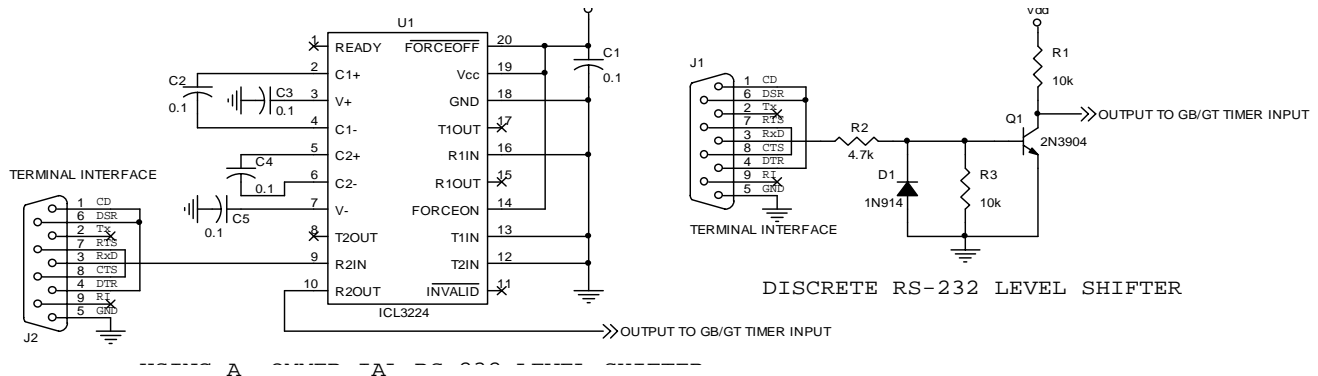 U1
1 READY
2 C1+
3 V+
4 C1-
5 C2+
6 C2-
7 V-
8 T2OUT
9 R2IN
10 R2OUT
FORCEOFF 20
Vcc 19
GND 18
T1OUT 17
R1IN 16
R1OUT 15
FORCEON 14
T1IN 13
T2IN 12
INVALID 11
ICL3224
C1
0.1
C2
0.1
C3
0.1
C4
0.1
C5
0.1
TERMINAL INTERFACE
1 CD
6 DSR
2 Tx
7 RTS
3 RxD
8 CTS
4 DTR
9 RI
5 GND
J2
OUTPUT TO GB/GT TIMER INPUT
J1
1 CD
6 DSR
2 Tx
7 RTS
3 RxD
8 CTS
4 DTR
9 RI
5 GND
TERMINAL INTERFACE
R2
4.7k
D1
1N914
R3
10k
Q1
2N3904
Vdd
R1
10k
OUTPUT TO GB/GT TIMER INPUT
DISCRETE RS-232 LEVEL SHIFTER
USING A
RS-232 LEVEL SHIFTER